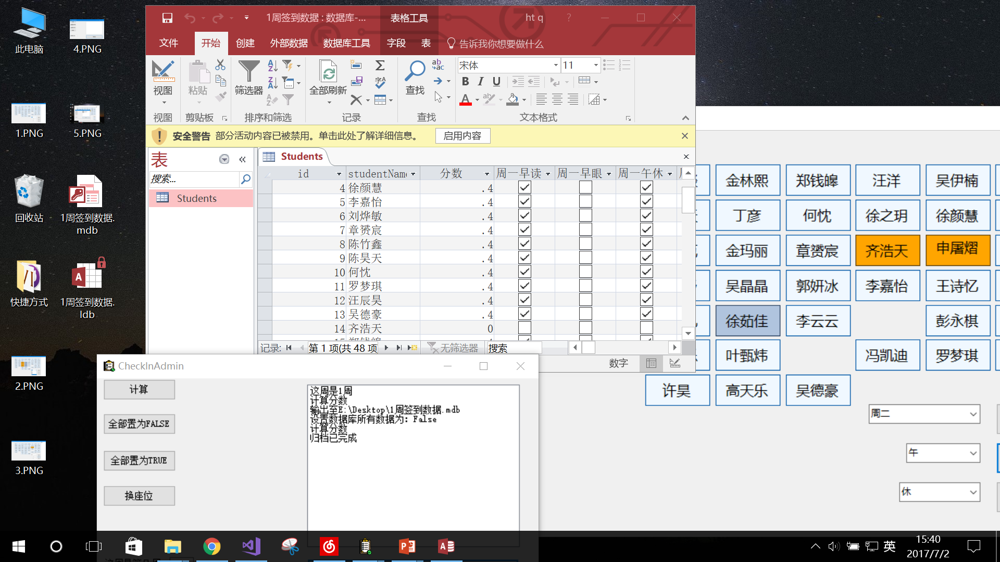 此电脑
4.PNG
1.PNG
5.PNG
回收站
1周签到数据.
mdb
快捷方式
1周签到数据.
ldb
2.PNG
3.PNG
1周签到数据 : 数据库-...
表格工具
ht q
?
文件
开始
创建
外部数据
数据库工具
字段
表
告诉我你想要做什么
视图
粘贴
筛选器
全部刷新
查找
宋体
11
B I U
视图
剪贴板
排序和筛选
记录
查找
文本格式
安全警告 部分活动内容已被禁用。单击此处了解详细信息。
启用内容
表
搜索...
Students
Students
id studentName 分数 周一早读 周一早眼 周一午休
4 徐颜慧 .4
5 李嘉怡 .4
6 刘烨敏 .4
7 章赟宸 .4
8 陈竹鑫 .4
9 陈昊天 .4
10 何忱 .4
11 罗梦琪 .4
12 汪辰昊 .4
13 吴德豪 .4
14 齐浩天 0
记录: 第 1 项(共 48 项 无筛选器 搜索
数字
金林熙 郑钱皞 汪洋 吴伊楠
丁彦 何忱 徐之玥 徐颜慧
金玛丽 章赟宸 齐浩天 申屠熠
吴晶晶 郭妍冰 李嘉怡 王诗忆
徐茹佳 李云云 彭永棋
叶甄炜 冯凯迪 罗梦琪
许昊 高天乐 吴德豪
周二
午
休
CheckInAdmin
计算
全部置为FALSE
全部置为TRUE
换座位
这周是1周
计算分数
输出至E:\Desktop\1周签到数据.mdb
设置数据库所有数据为: False
计算分数
归档已完成
英
15:40
2017/7/2